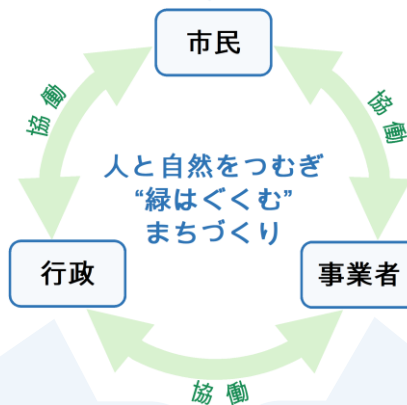 市民
協働
協働
人と自然をつむぎ
“緑はぐくむ”
まちづくり
行政
事業者
協働